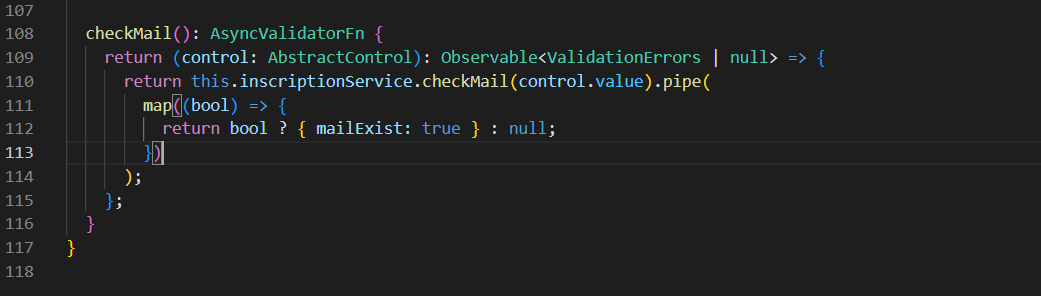 107
108 checkMail(): AsyncValidatorFn {
109 return (control: AbstractControl): Observable<ValidationErrors | null> => {
110 return this.inscriptionService.checkMail(control.value).pipe(
111 map((bool) => {
112 return bool ? { mailExist: true } : null;
113 })
114 );
115 };
116 }
117 }
118